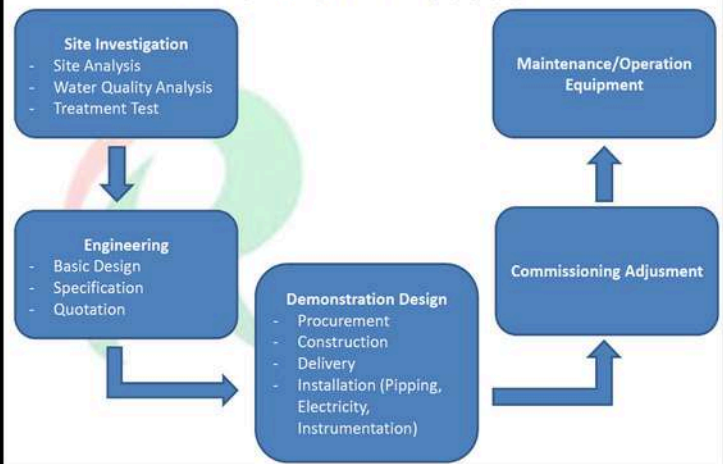 Site Investigation
- Site Analysis
- Water Quality Analysis
- Treatment Test
Engineering
- Basic Design
- Specification
- Quotation
Demonstration Design
- Procurement
- Construction
- Delivery
- Installation (Pipping,
Electricity,
Instrumentation)
Commissioning Adjusment
Maintenance/Operation
Equipment